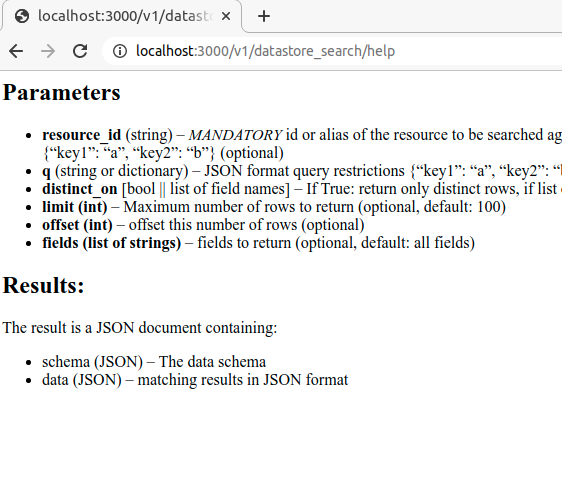 localhost:3000/v1/datast
localhost:3000/v1/datastore_search/help
Parameters
resource_id (string) – MANDATORY id or alias of the resource to be searched ag
{“key1”: “a”, “key2”: “b”} (optional)
q (string or dictionary) – JSON format query restrictions {“key1”: “a”, “key2”: “b
distinct_on [bool || list of field names] – If True: return only distinct rows, if list
limit (int) – Maximum number of rows to return (optional, default: 100)
offset (int) – offset this number of rows (optional)
fields (list of strings) – fields to return (optional, default: all fields)
Results:
The result is a JSON document containing:
schema (JSON) – The data schema
data (JSON) – matching results in JSON format